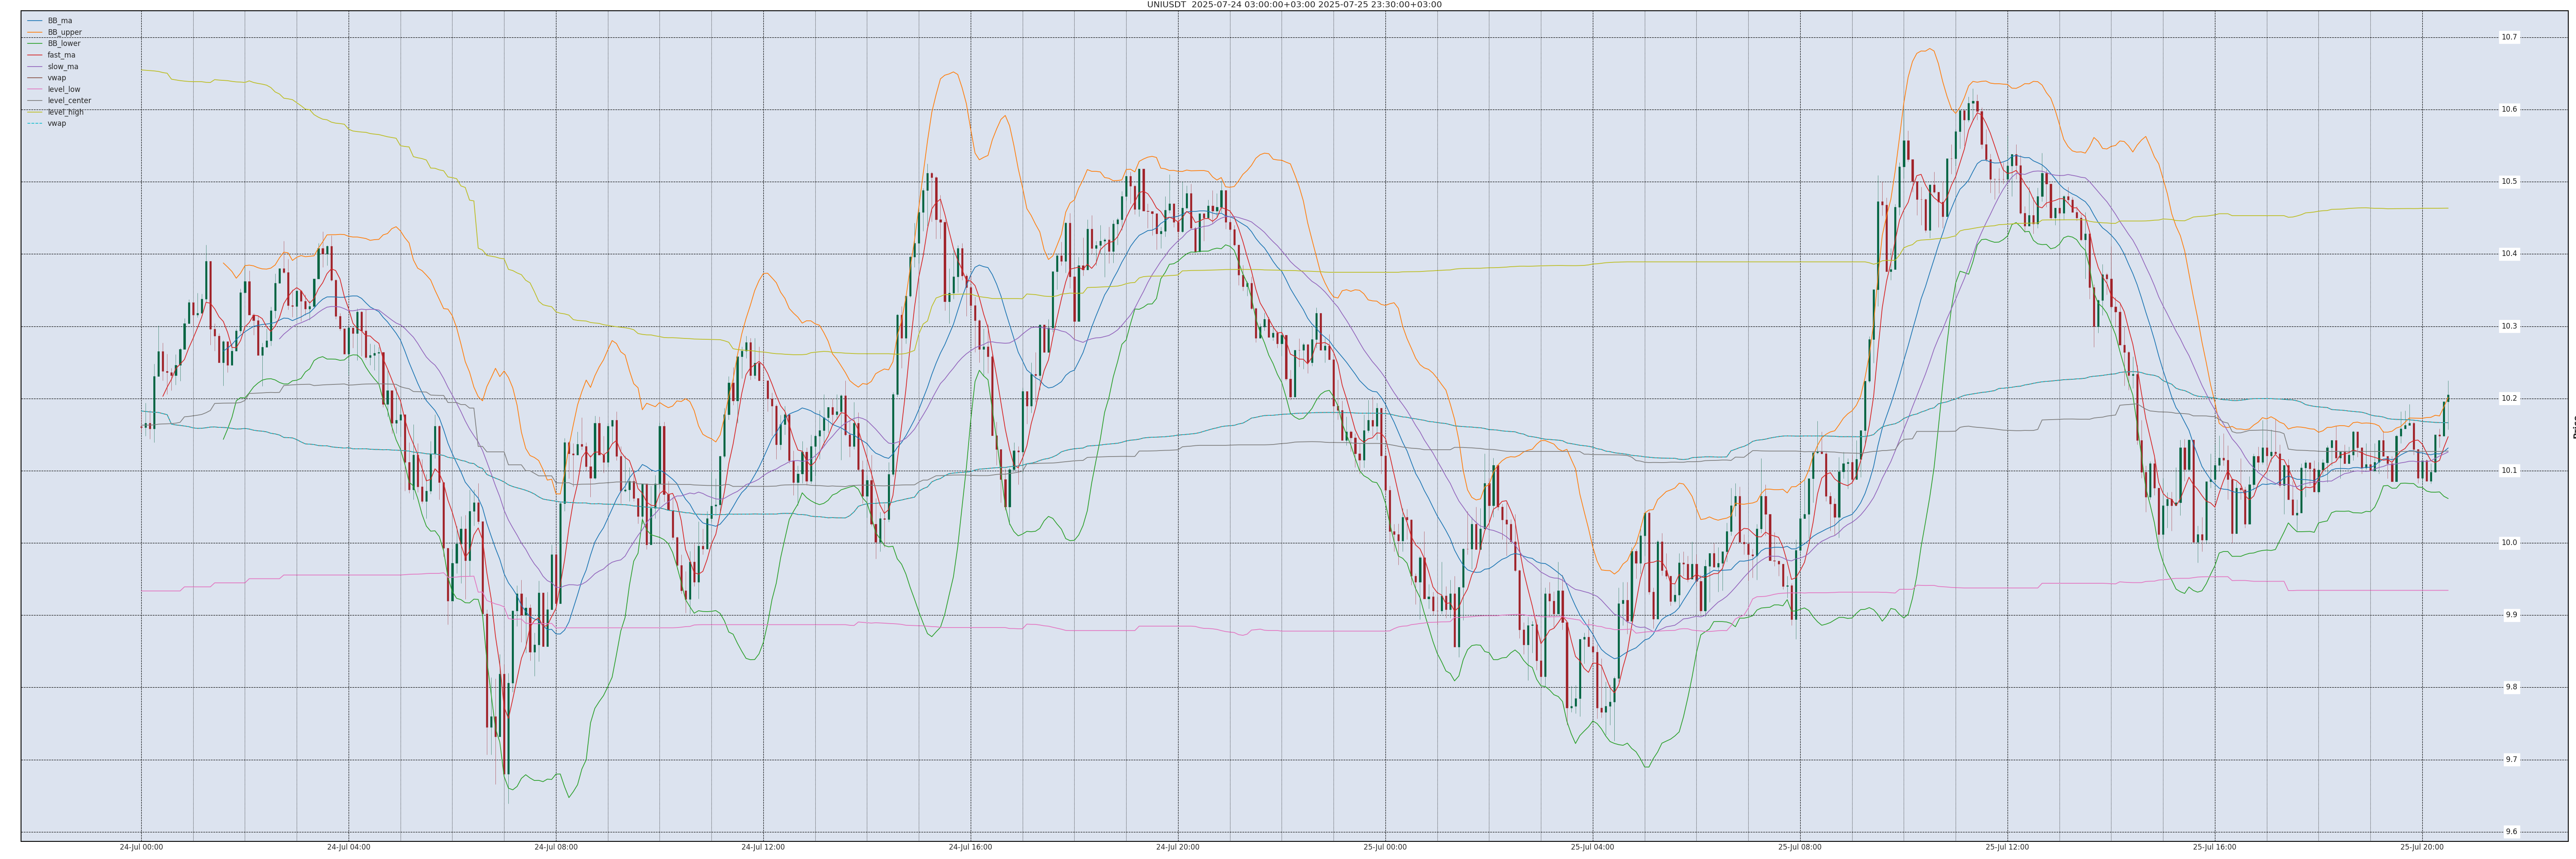 UNIUSDT 2025-07-24 03:00:00+03:00 2025-07-25 23:30:00+03:00
BB_ma
BB_upper
BB_lower
fast_ma
slow_ma
vwap
level_low
level_center
level_high
vwap
10.7
10.6
10.5
10.4
10.3
10.2
10.1
10.0
9.9
9.8
9.7
9.6
Price
24-Jul 00:00
24-Jul 04:00
24-Jul 08:00
24-Jul 12:00
24-Jul 16:00
24-Jul 20:00
25-Jul 00:00
25-Jul 04:00
25-Jul 08:00
25-Jul 12:00
25-Jul 16:00
25-Jul 20:00